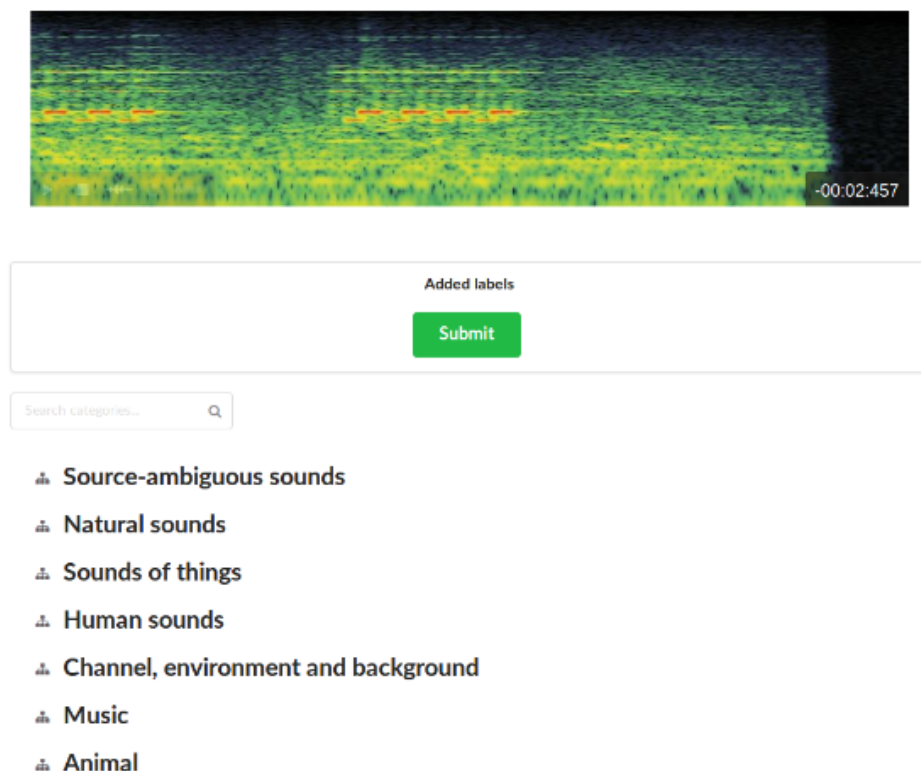 -00:02:457
Added labels
Submit
Search categories...
Source-ambiguous sounds
Natural sounds
Sounds of things
Human sounds
Channel, environment and background
Music
Animal